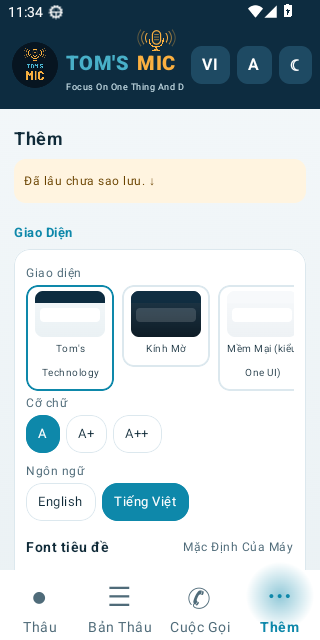 11:34
TOM'S MIC
TOM'S MIC
Focus On One Thing And D
VI
A
Thêm
Đã lâu chưa sao lưu. ↓
Giao Diện
Giao diện
Tom's Technology
Kính Mờ
Mềm Mại (kiểu One UI)
Cỡ chữ
A
A+
A++
Ngôn ngữ
English
Tiếng Việt
Font tiêu đề
Mặc Định Của Máy
Thâu
Bản Thâu
Cuộc Gọi
Thêm